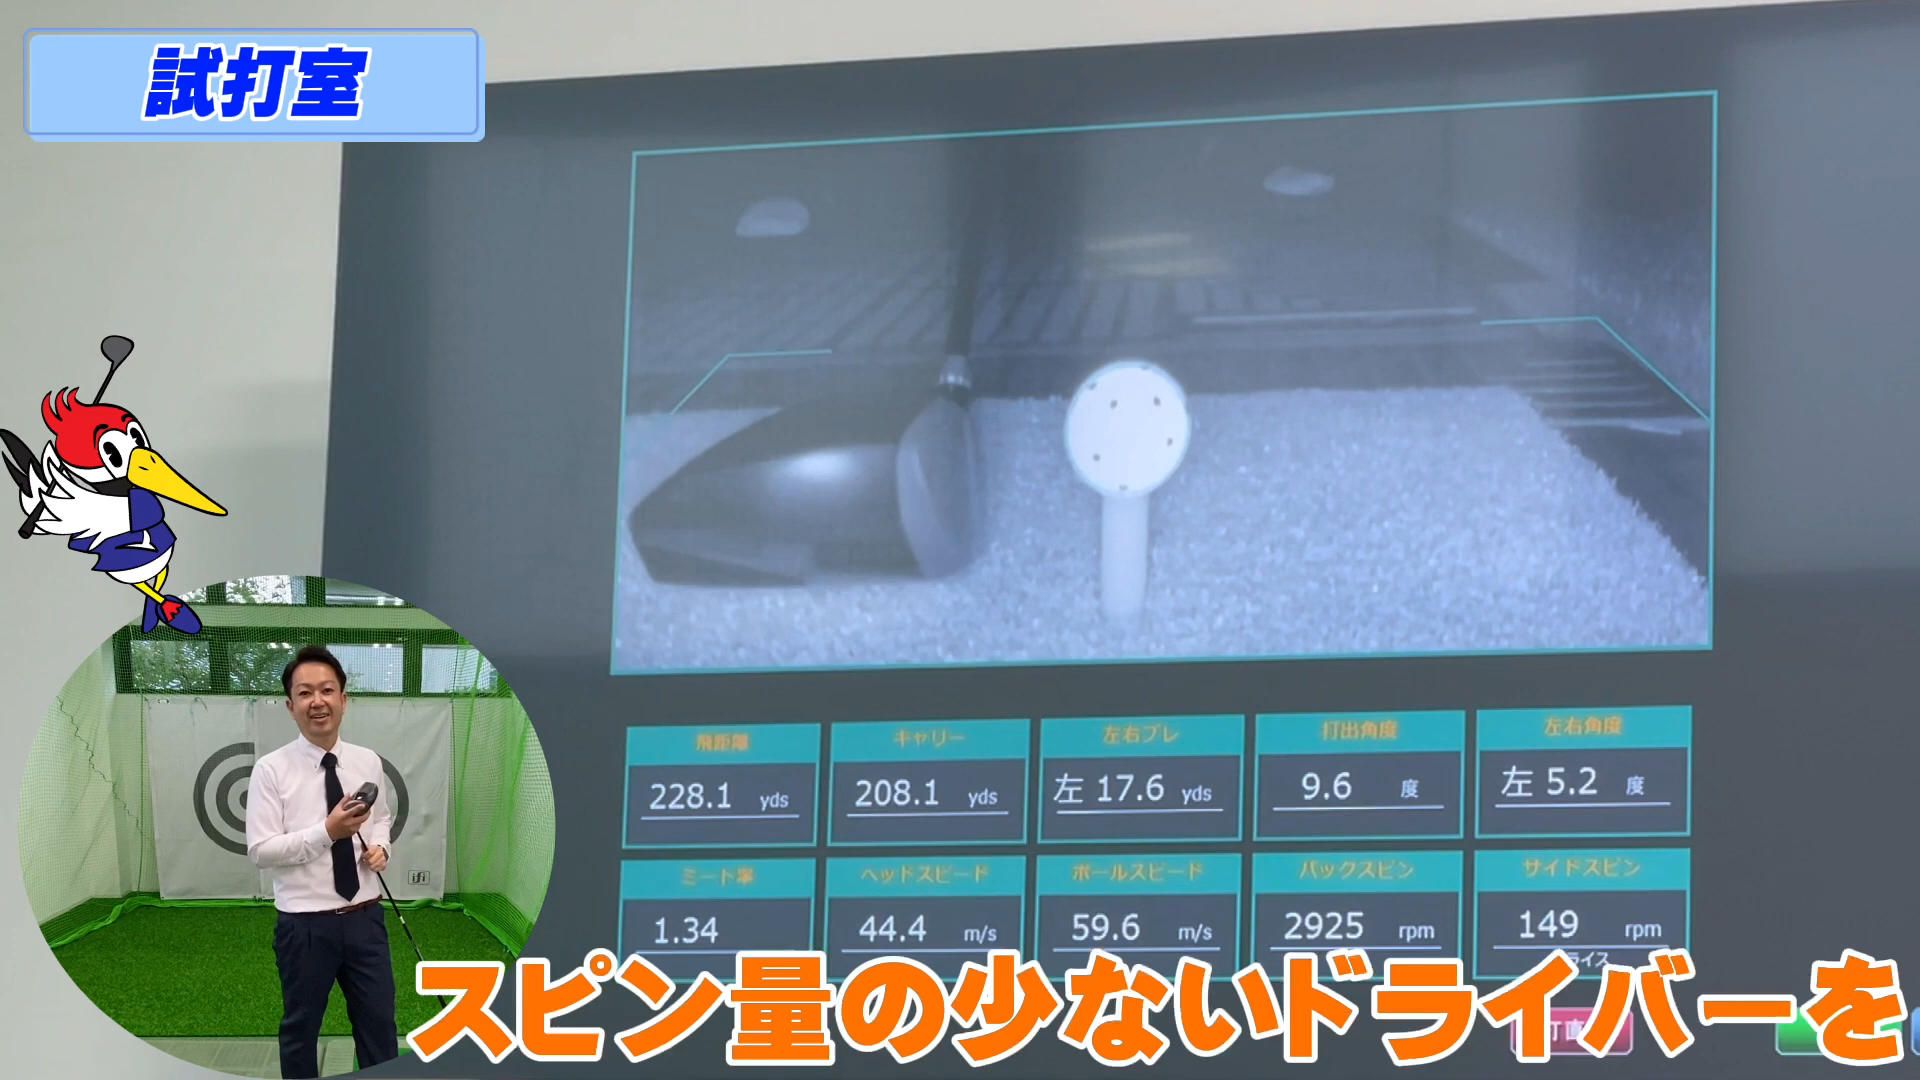 試打室
飛距離 キャリー 左右ブレ 打出角度 左右角度
228.1 yds 208.1 yds 左 17.6 yds 9.6 度 左 5.2 度
ミート率 ヘッドスピード ボールスピード バックスピン サイドスピン
1.34 44.4 m/s 59.6 m/s 2925 rpm 149 rpm
ifi
スピン量の少ないドライバーを